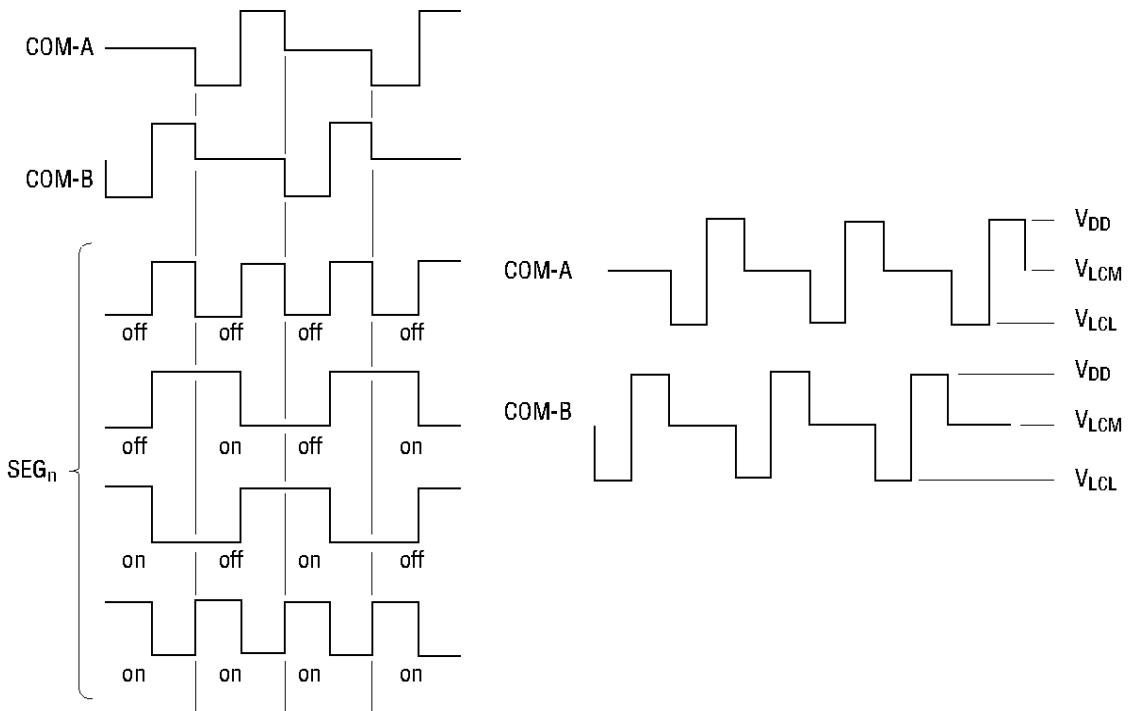 COM-A
COM-B
SEGn
off off off off
off on off on
on off on off
on on on on
COM-A
VDD
VLCM
VLCL
COM-B
VDD
VLCM
VLCL